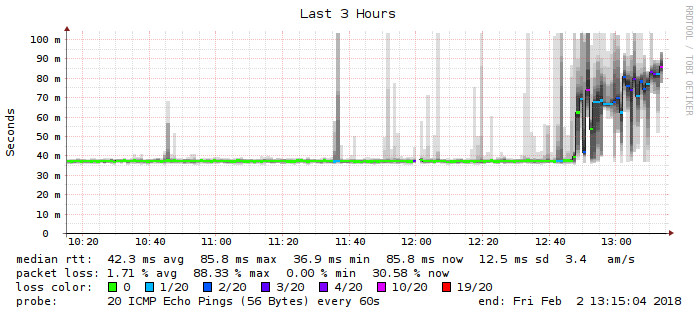 Last 3 Hours
RRDTOOL / TOBI OETIKER
Seconds
100 m
90 m
80 m
70 m
60 m
50 m
40 m
30 m
20 m
10 m
0
10:20 10:40 11:00 11:20 11:40 12:00 12:20 12:40 13:00
median rtt: 42.3 ms avg 85.8 ms max 36.9 ms min 85.8 ms now 12.5 ms sd 3.4 am/s
packet loss: 1.71 % avg 88.33 % max 0.00 % min 30.58 % now
loss color: 0 1/20 2/20 3/20 4/20 10/20 19/20
probe: 20 ICMP Echo Pings (56 Bytes) every 60s end: Fri Feb 2 13:15:04 2018